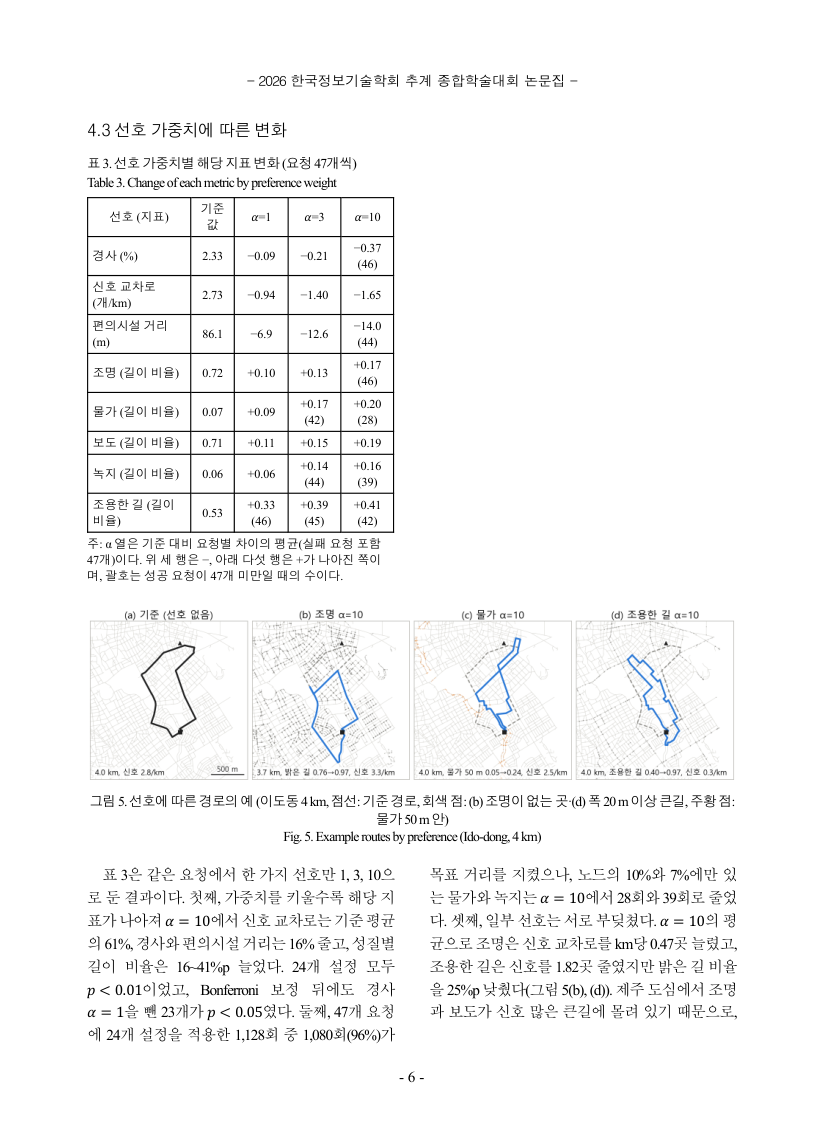 - 2026 한국정보기술학회 추계 종합학술대회 논문집 -
4.3 선호 가중치에 따른 변화
표 3. 선호 가중치별 해당 지표 변화 (요청 47개씩)
Table 3. Change of each metric by preference weight
선호 (지표) 기준값 α=1 α=3 α=10
경사 (%) 2.33 −0.09 −0.21 −0.37 (46)
신호 교차로 (개/km) 2.73 −0.94 −1.40 −1.65
편의시설 거리 (m) 86.1 −6.9 −12.6 −14.0 (44)
조명 (길이 비율) 0.72 +0.10 +0.13 +0.17 (46)
물가 (길이 비율) 0.07 +0.09 +0.17 (42) +0.20 (28)
보도 (길이 비율) 0.71 +0.11 +0.15 +0.19
녹지 (길이 비율) 0.06 +0.06 +0.14 (44) +0.16 (39)
조용한 길 (길이 비율) 0.53 +0.33 (46) +0.39 (45) +0.41 (42)
주: α 열은 기준 대비 요청별 차이의 평균(실패 요청 포함
47개)이다. 위 세 행은 −, 아래 다섯 행은 +가 나아진 쪽이
며, 괄호는 성공 요청이 47개 미만일 때의 수이다.
(a) 기준 (선호 없음)
4.0 km, 신호 2.8/km
500 m
(b) 조명 α=10
3.7 km, 밝은 길 0.76→0.97, 신호 3.3/km
(c) 물가 α=10
4.0 km, 물가 50 m 0.05→0.24, 신호 2.5/km
(d) 조용한 길 α=10
4.0 km, 조용한 길 0.40→0.97, 신호 0.3/km
그림 5. 선호에 따른 경로의 예 (이도동 4 km, 점선: 기준 경로, 회색 점: (b) 조명이 없는 곳·(d) 폭 20 m 이상 큰길, 주황 점:
물가 50 m 안)
Fig. 5. Example routes by preference (Ido-dong, 4 km)
표 3은 같은 요청에서 한 가지 선호만 1, 3, 10으
로 둔 결과이다. 첫째, 가중치를 키울수록 해당 지
표가 나아져 α = 10에서 신호 교차로는 기준 평균
의 61%, 경사와 편의시설 거리는 16% 줄고, 성질별
길이 비율은 16~41%p 늘었다. 24개 설정 모두
p < 0.01이었고, Bonferroni 보정 뒤에도 경사
α = 1을 뺀 23개가 p < 0.05였다. 둘째, 47개 요청
에 24개 설정을 적용한 1,128회 중 1,080회(96%)가
목표 거리를 지켰으나, 노드의 10%와 7%에만 있
는 물가와 녹지는 α = 10에서 28회와 39회로 줄었
다. 셋째, 일부 선호는 서로 부딪쳤다. α = 10의 평
균으로 조명은 신호 교차로를 km당 0.47곳 늘렸고,
조용한 길은 신호를 1.82곳 줄였지만 밝은 길 비율
을 25%p 낮췄다(그림 5(b), (d)). 제주 도심에서 조명
과 보도가 신호 많은 큰길에 몰려 있기 때문으로,
- 6 -